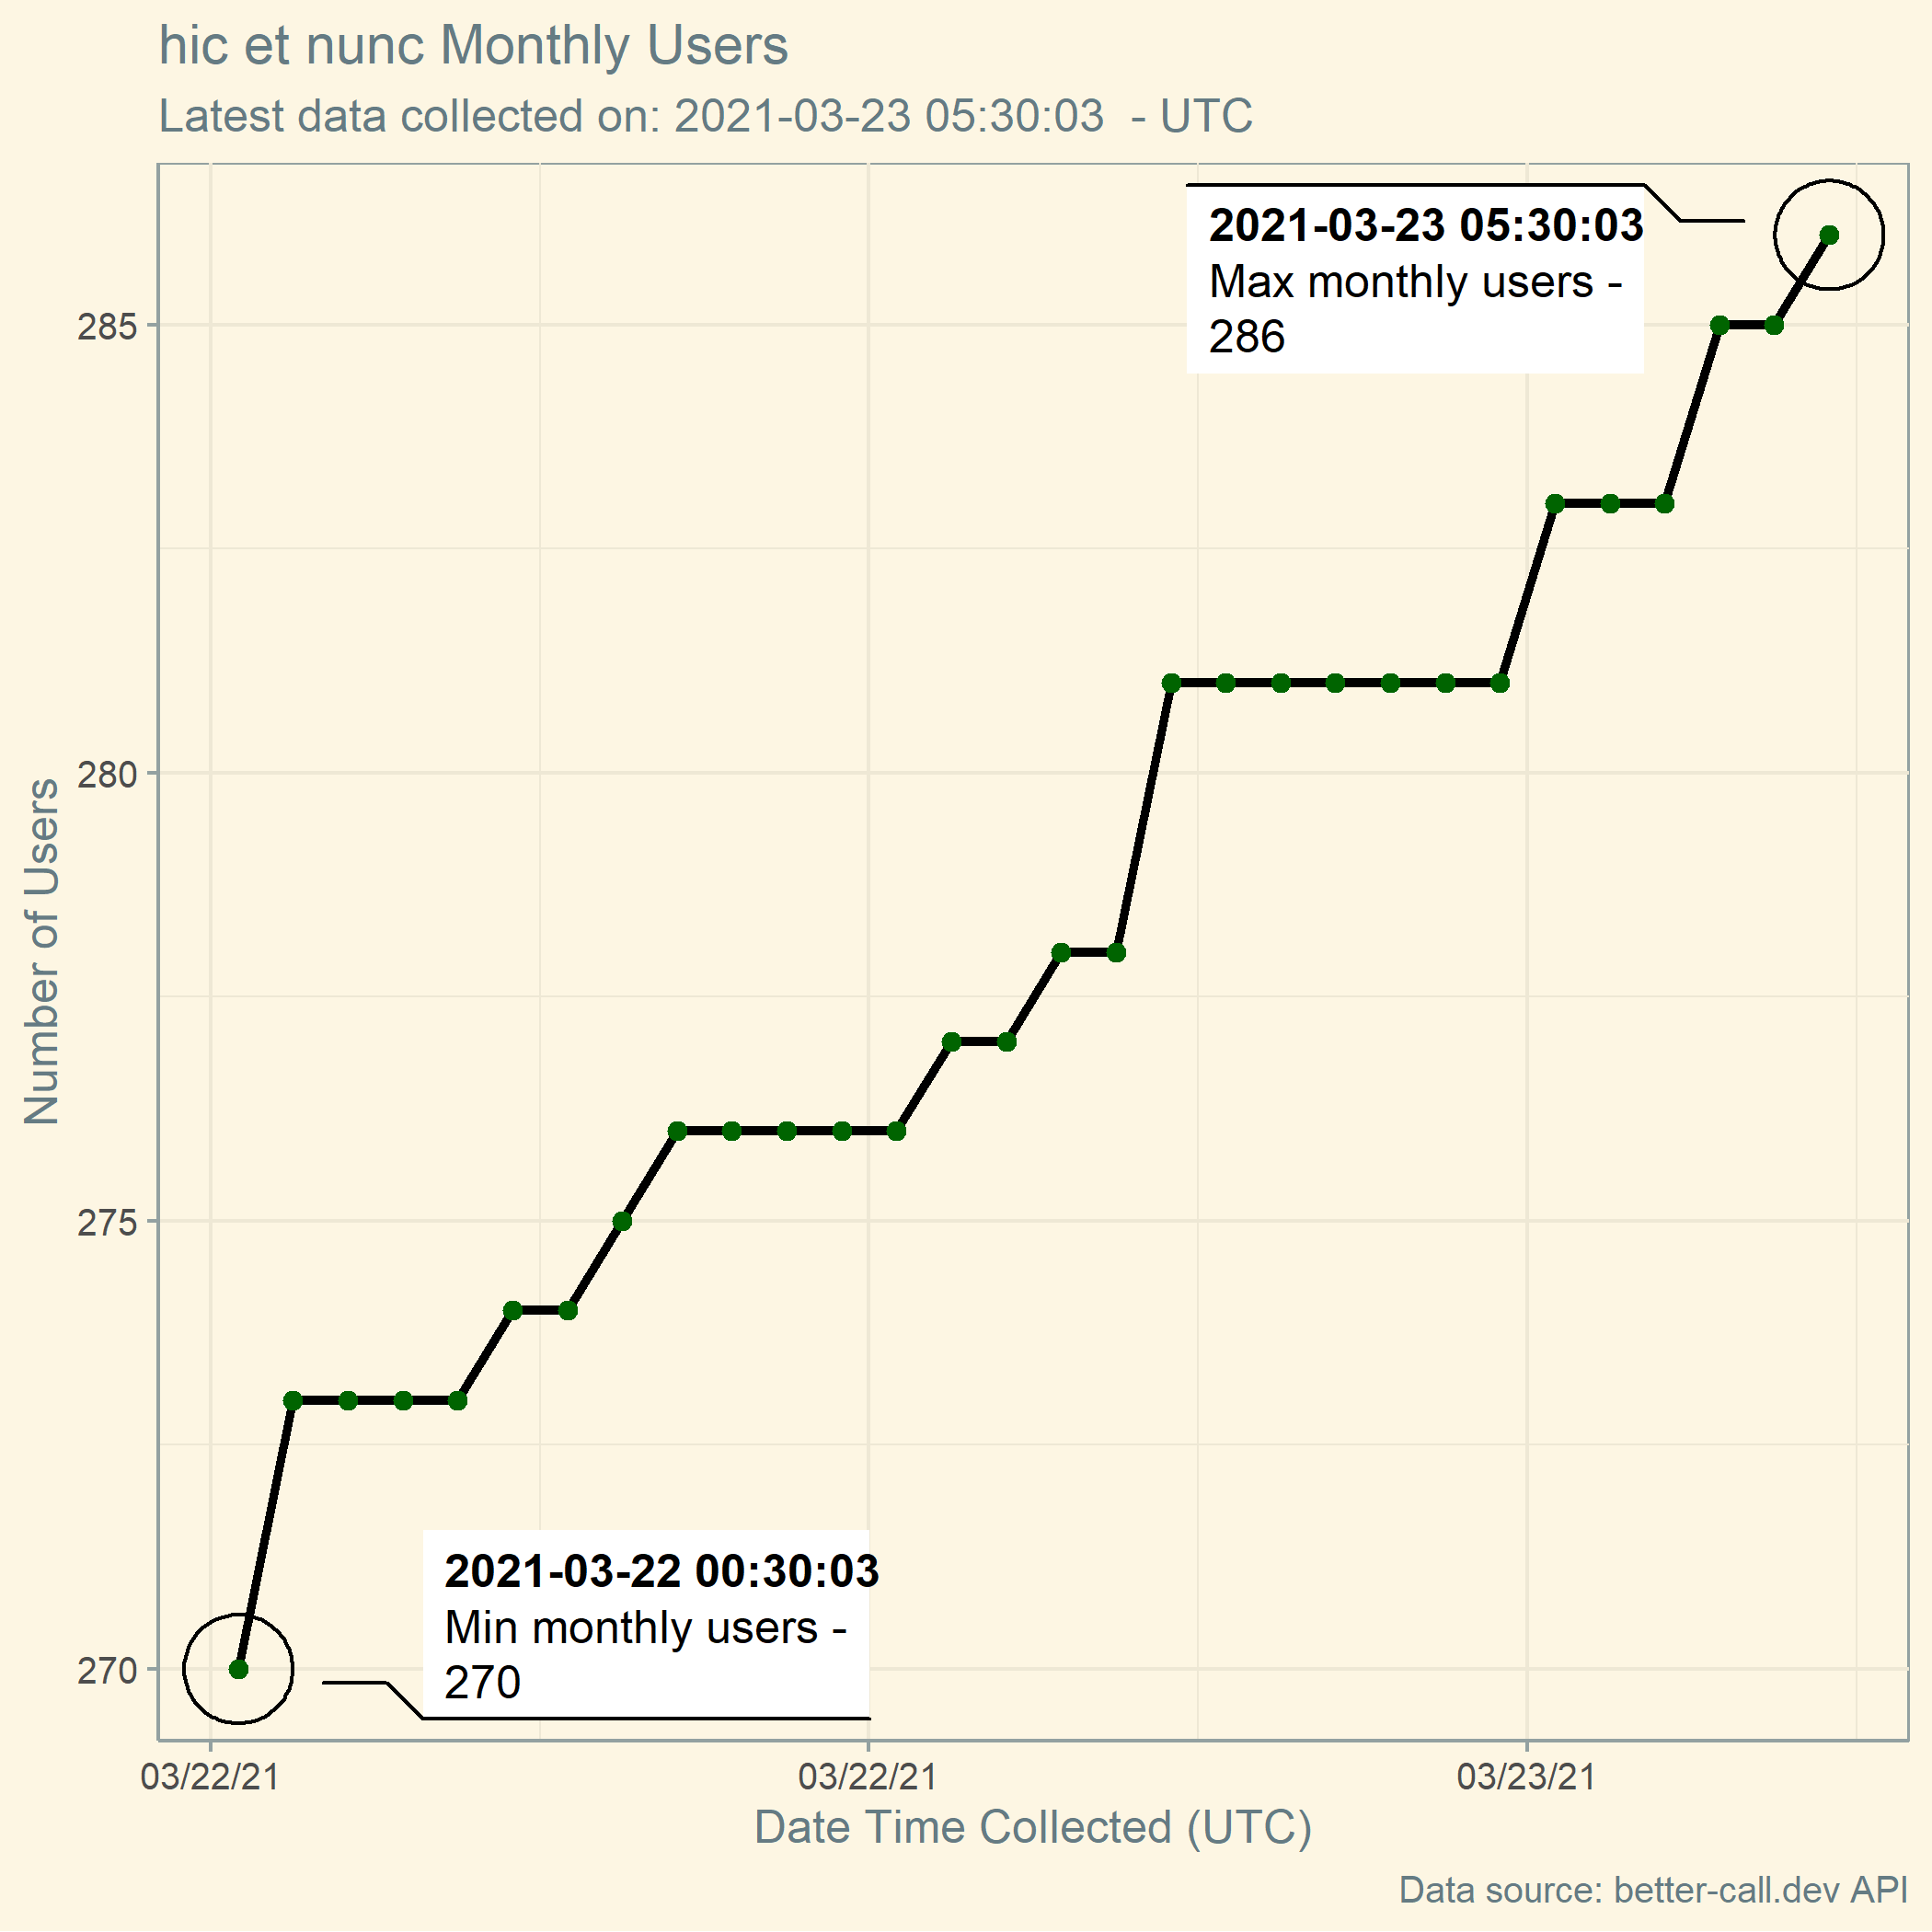 hic et nunc Monthly Users
Latest data collected on: 2021-03-23 05:30:03  - UTC
2021-03-23 05:30:03
Max monthly users -
286
285
280
275
270
Number of Users
2021-03-22 00:30:03
Min monthly users -
270
03/22/21
03/22/21
03/23/21
Date Time Collected (UTC)
Data source: better-call.dev API